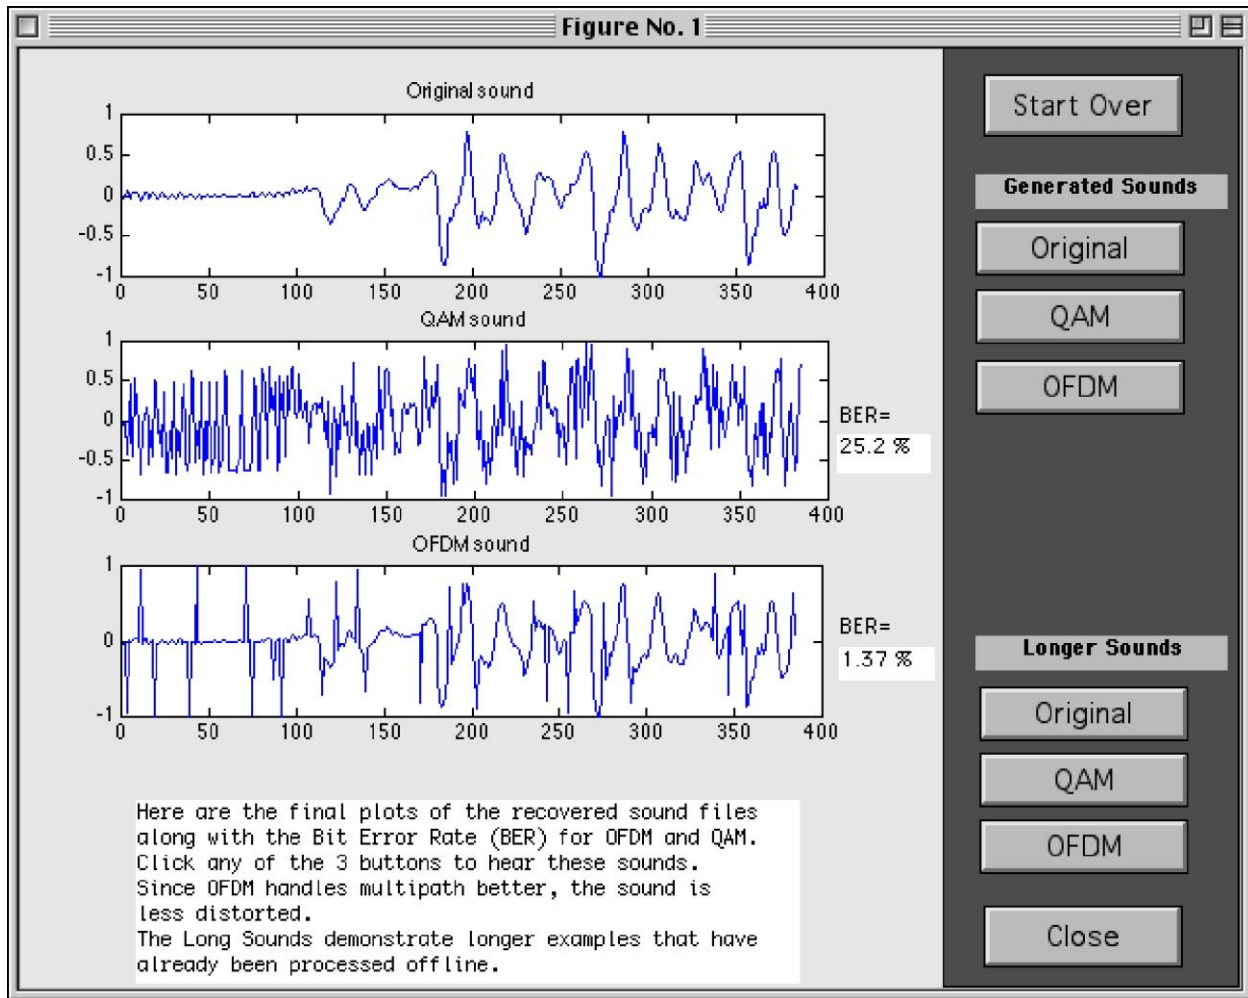 Figure No. 1
Original sound
1
0.5
0
-0.5
-1
0 50 100 150 200 250 300 350 400
QAM sound
1
0.5
0
-0.5
-1
0 50 100 150 200 250 300 350 400
BER=
25.2 %
OFDM sound
1
0
-1
0 50 100 150 200 250 300 350 400
BER=
1.37 %
Here are the final plots of the recovered sound files
along with the Bit Error Rate (BER) for OFDM and QAM.
Click any of the 3 buttons to hear these sounds.
Since OFDM handles multipath better, the sound is
less distorted.
The Long Sounds demonstrate longer examples that have
already been processed offline.
Start Over
Generated Sounds
Original
QAM
OFDM
Longer Sounds
Original
QAM
OFDM
Close